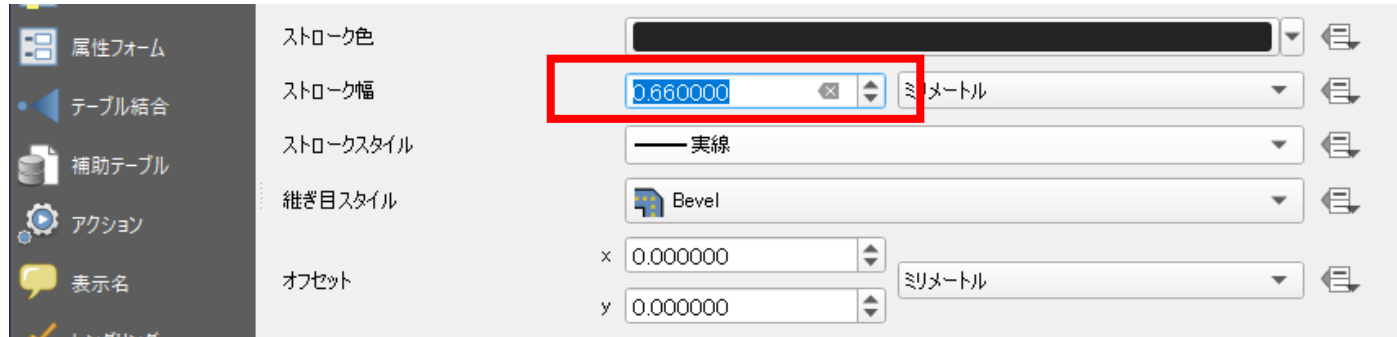 属性フォーム
テーブル結合
補助テーブル
アクション
表示名
ストローク色
ストローク幅
0.660000
ミリメートル
ストロークスタイル
実線
継ぎ目スタイル
Bevel
オフセット
x 0.000000
y 0.000000
ミリメートル